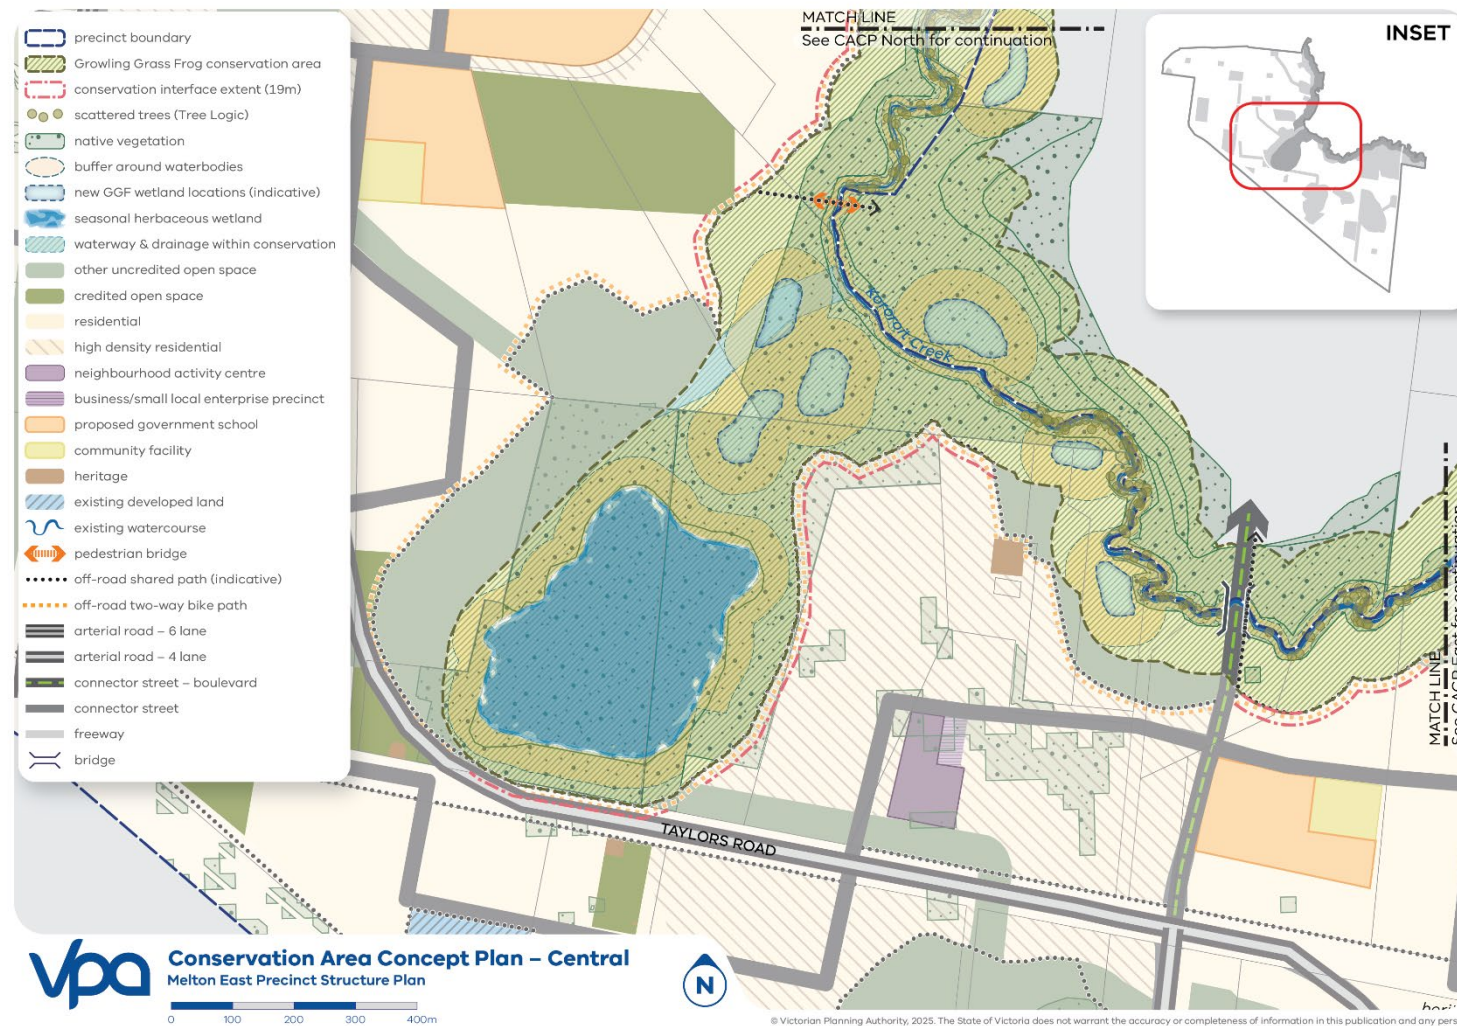 precinct boundary
Growling Grass Frog conservation area
conservation interface extent (19m)
scattered trees (Tree Logic)
native vegetation
buffer around waterbodies
new GGF wetland locations (indicative)
seasonal herbaceous wetland
waterway & drainage within conservation
other uncredited open space
credited open space
residential
high density residential
neighbourhood activity centre
business/small local enterprise precinct
proposed government school
community facility
heritage
existing developed land
existing watercourse
pedestrian bridge
off-road shared path (indicative)
off-road two-way bike path
arterial road – 6 lane
arterial road – 4 lane
connector street – boulevard
connector street
freeway
bridge
MATCH LINE
See CACP North for continuation
INSET
Kororoit Creek
MATCH LINE
See CACP East for continuation
TAYLORS ROAD
vpa
Conservation Area Concept Plan – Central
Melton East Precinct Structure Plan
0 100 200 300 400m
N
© Victorian Planning Authority, 2025. The State of Victoria does not warrant the accuracy or completeness of information in this publication and any pers